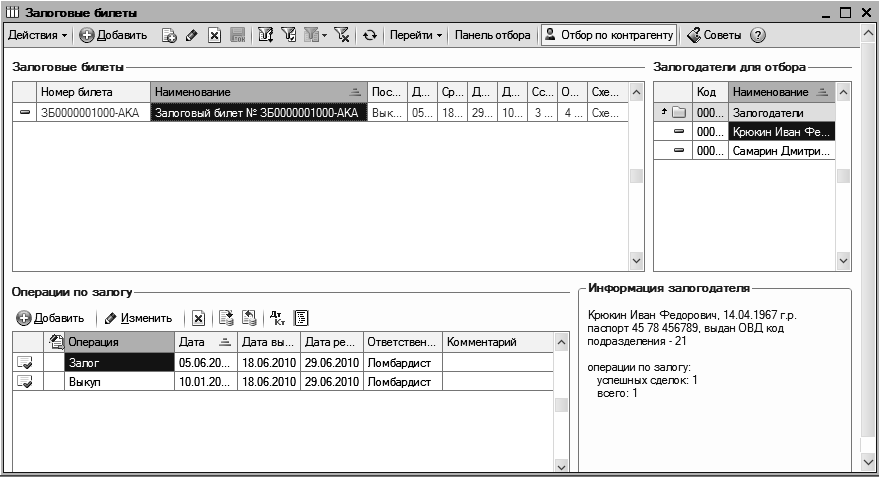 Залоговые билеты
Действия Добавить Перейти Панель отбора Отбор по контрагенту Советы
Залоговые билеты
Номер билета Наименование Пос... Д... Ср... Д... Д... Сс... О... Схе...
ЗБ0000001000-АКА Залоговый билет № ЗБ0000001000-АКА Вык... 05... 18... 29... 10... 3 ... 4 ... Схе...
Залогодатели для отбора
Код Наименование
000... Залогодатели
000... Крюкин Иван Фе...
000... Самарин Дмитри...
Операции по залогу
Добавить Изменить Дт Кт
Операция Дата Дата вы... Дата ре... Ответствен... Комментарий
Залог 05.06.20... 18.06.2010 29.06.2010 Ломбардист
Выкуп 10.01.20... 18.06.2010 29.06.2010 Ломбардист
Информация залогодателя
Крюкин Иван Федорович, 14.04.1967 г.р.
паспорт 45 78 456789, выдан ОВД код
подразделения - 21
операции по залогу:
успешных сделок: 1
всего: 1